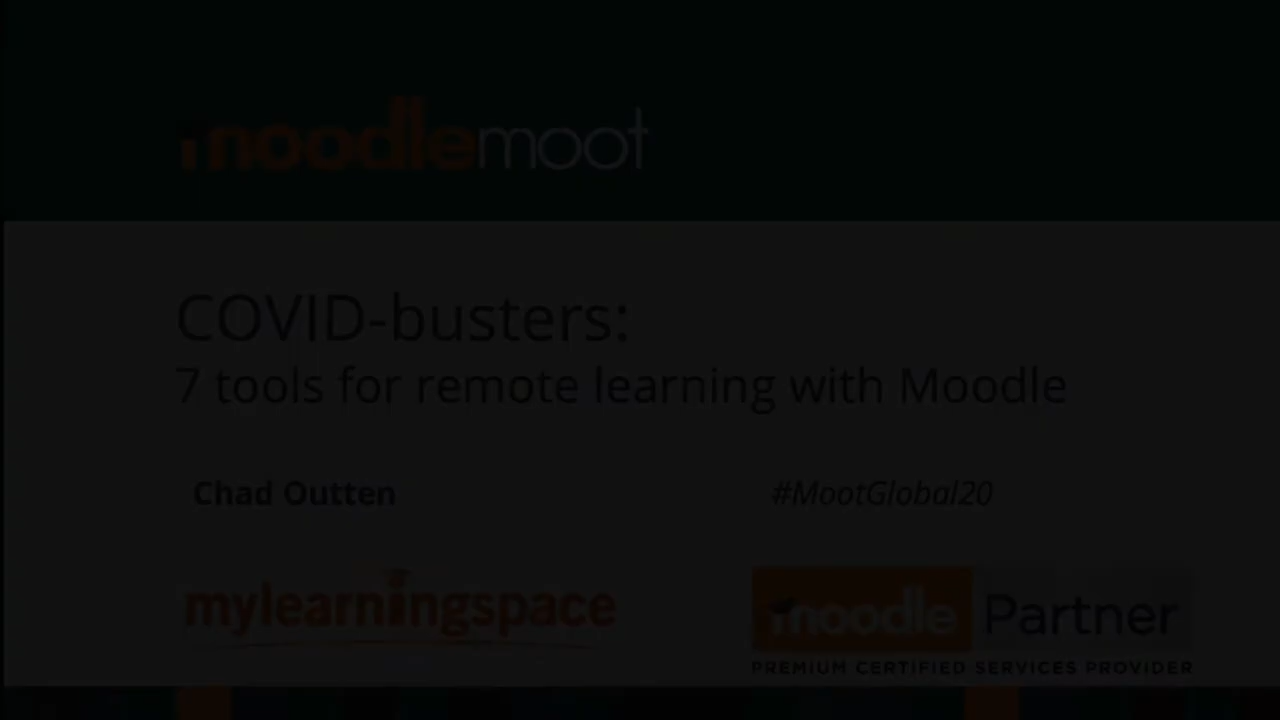 moodlemoot
COVID-busters:
7 tools for remote learning with Moodle
Chad Outten
#MootGlobal20
mylearningspace
moodle Partner
PREMIUM CERTIFIED SERVICES PROVIDER